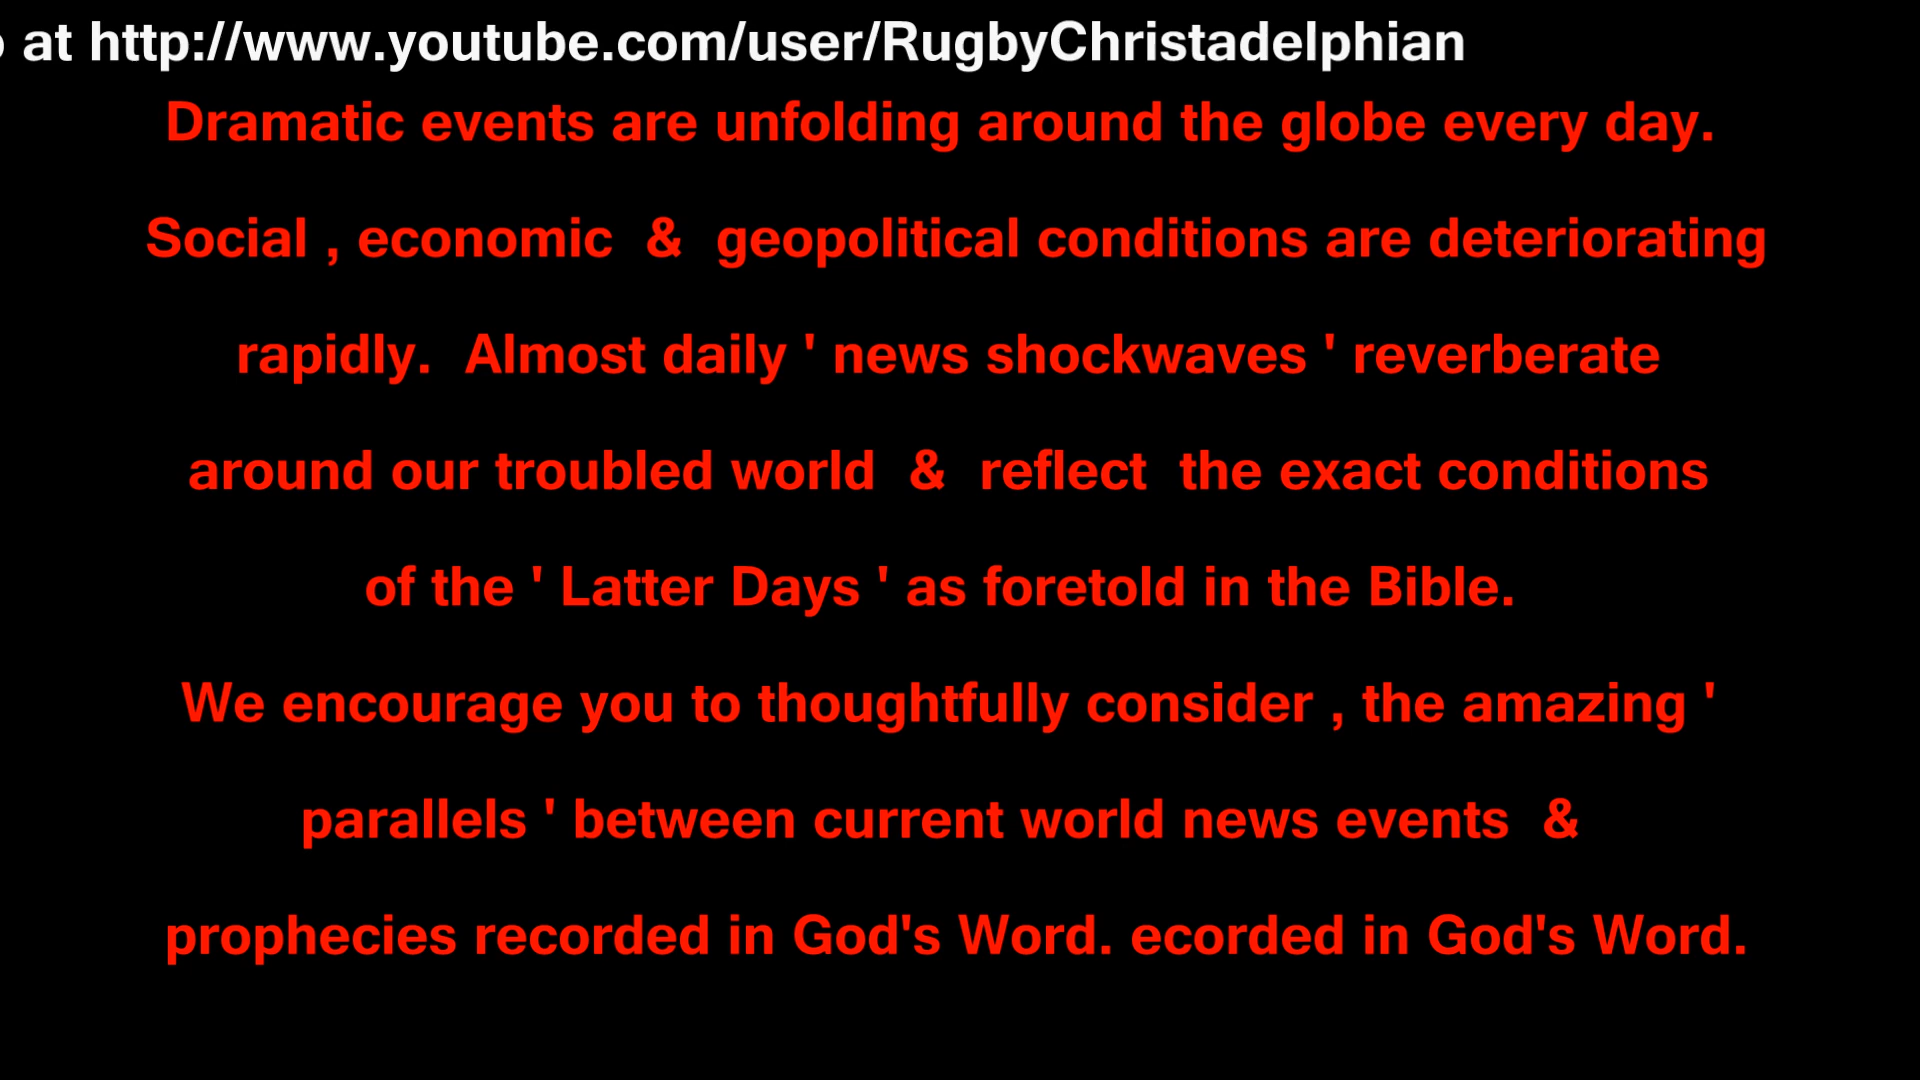 at http://www.youtube.com/user/RugbyChristadelphian
Dramatic events are unfolding around the globe every day.
Social , economic  &  geopolitical conditions are deteriorating
rapidly.  Almost daily ' news shockwaves ' reverberate
around our troubled world  &  reflect  the exact conditions
of the ' Latter Days ' as foretold in the Bible.
We encourage you to thoughtfully consider , the amazing '
parallels ' between current world news events  &
prophecies recorded in God's Word. ecorded in God's Word.